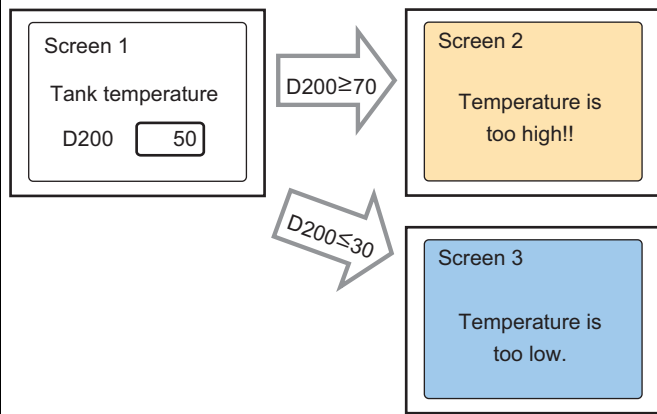 Screen 1
Tank temperature
D200 50
D200≥70
D200≤30
Screen 2
Temperature is
too high!!
Screen 3
Temperature is
too low.